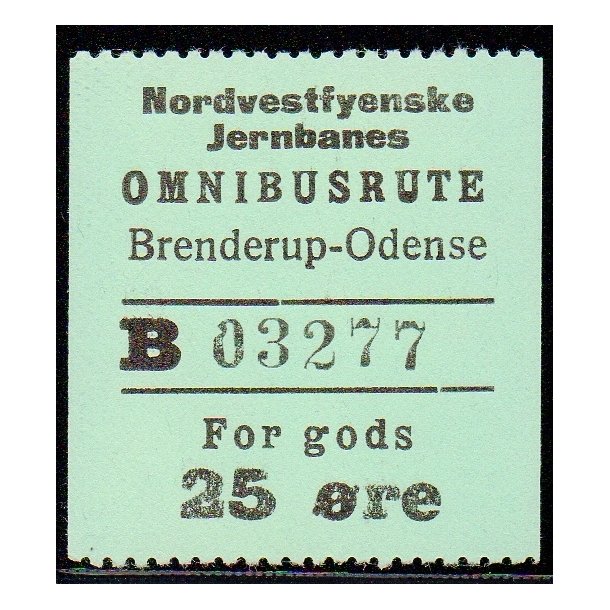 Nordvestfyenske
Jernbanes
OMNIBUSRUTE
Brenderup-Odense
B 03277
For gods
25 øre